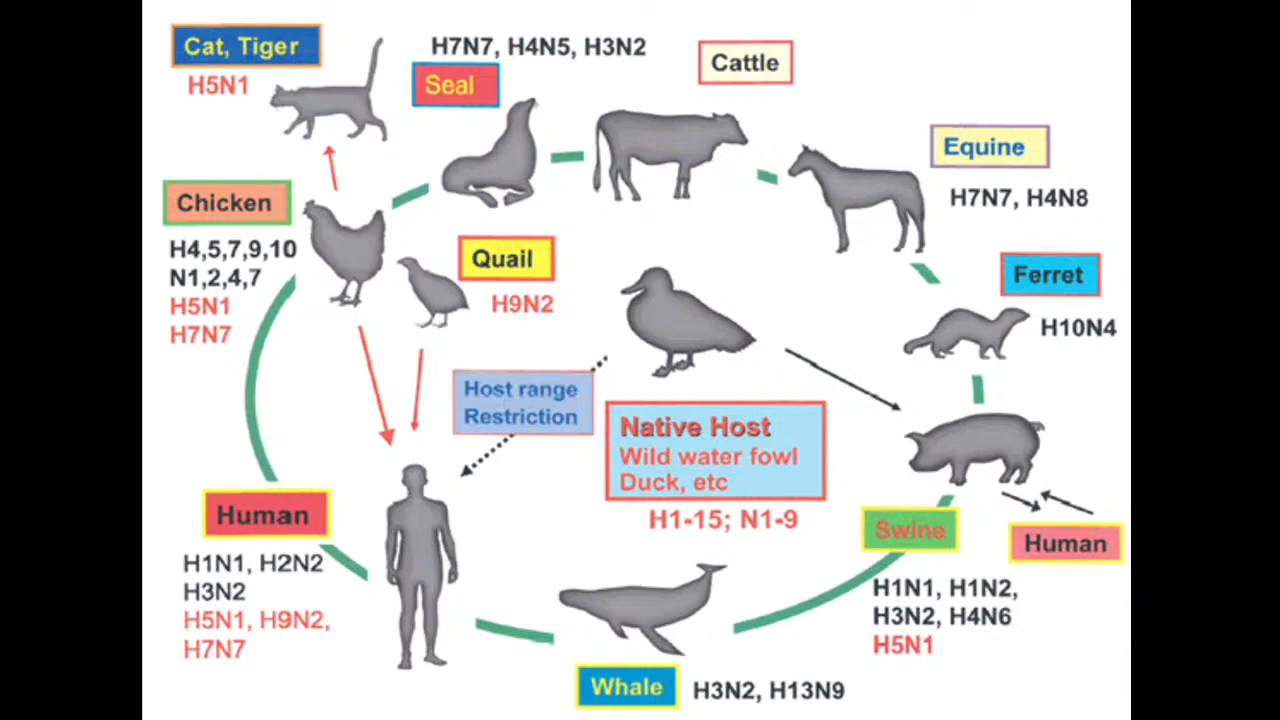 Cat, Tiger
H5N1
H7N7, H4N5, H3N2
Seal
Cattle
Equine
H7N7, H4N8
Chicken
H4,5,7,9,10
N1,2,4,7
H5N1
H7N7
Quail
H9N2
Ferret
H10N4
Host range
Restriction
Native Host
Wild water fowl
Duck, etc
H1-15; N1-9
Human
H1N1, H2N2
H3N2
H5N1, H9N2,
H7N7
Swine
H1N1, H1N2,
H3N2, H4N6
H5N1
Human
Whale
H3N2, H13N9